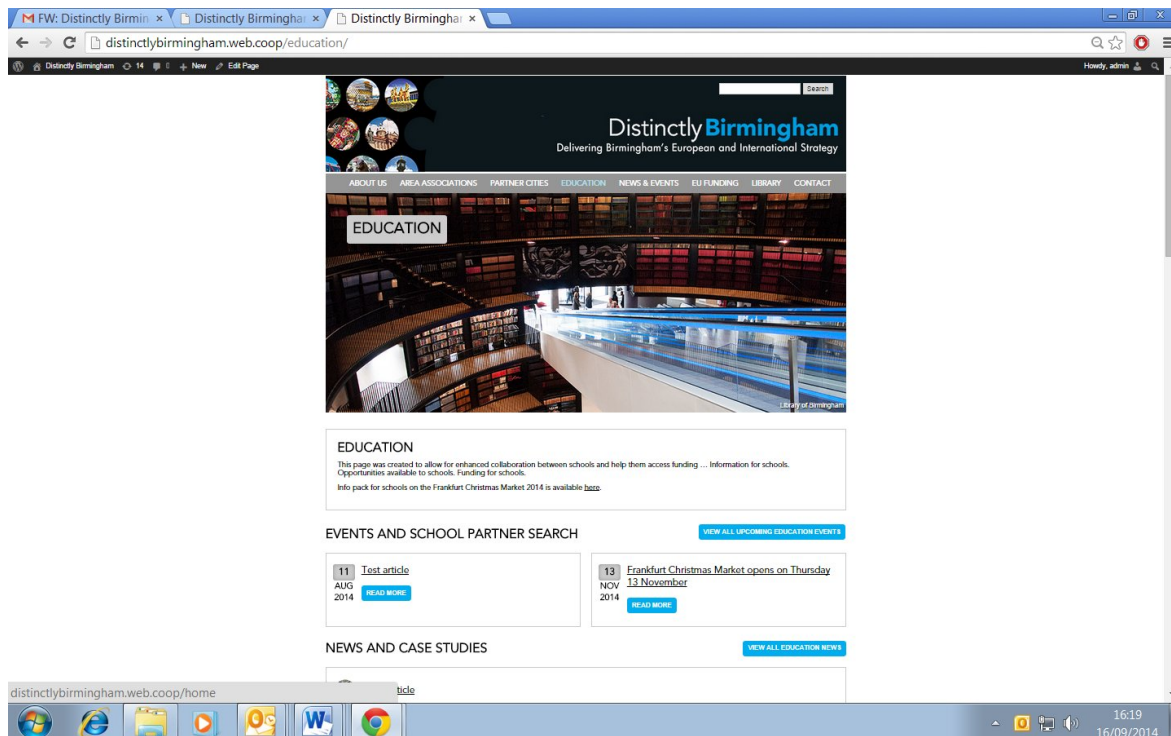 FW: Distinctly Birmin
Distinctly Birmingha
Distinctly Birmingha
distinctlybirmingham.web.coop/education/
Distinctly Birmingham 14 New Edit Page Howdy, admin
Search
DistinctlyBirmingham
Delivering Birmingham's European and International Strategy
ABOUT US AREA ASSOCIATIONS PARTNER CITIES EDUCATION NEWS & EVENTS EU FUNDING LIBRARY CONTACT
EDUCATION
Library of Birmingham
EDUCATION
This page was created to allow for enhanced collaboration between schools and help them access funding … Information for schools.
Opportunities available to schools. Funding for schools.
Info pack for schools on the Frankfurt Christmas Market 2014 is available here.
EVENTS AND SCHOOL PARTNER SEARCH
VIEW ALL UPCOMING EDUCATION EVENTS
11
AUG
2014
Test article
READ MORE
13
NOV
2014
Frankfurt Christmas Market opens on Thursday
13 November
READ MORE
NEWS AND CASE STUDIES
VIEW ALL EDUCATION NEWS
ticle
distinctlybirmingham.web.coop/home
16:19
16/09/2014